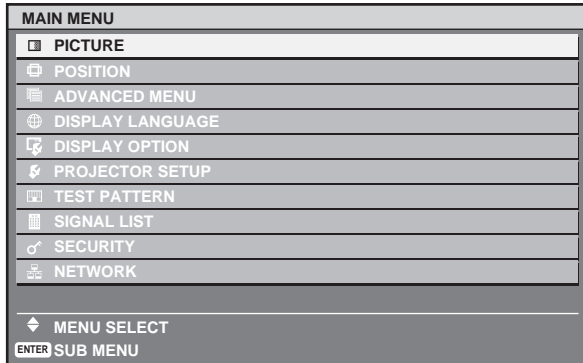 MAIN MENU
PICTURE
POSITION
ADVANCED MENU
DISPLAY LANGUAGE
DISPLAY OPTION
PROJECTOR SETUP
TEST PATTERN
SIGNAL LIST
SECURITY
NETWORK
MENU SELECT
ENTER SUB MENU